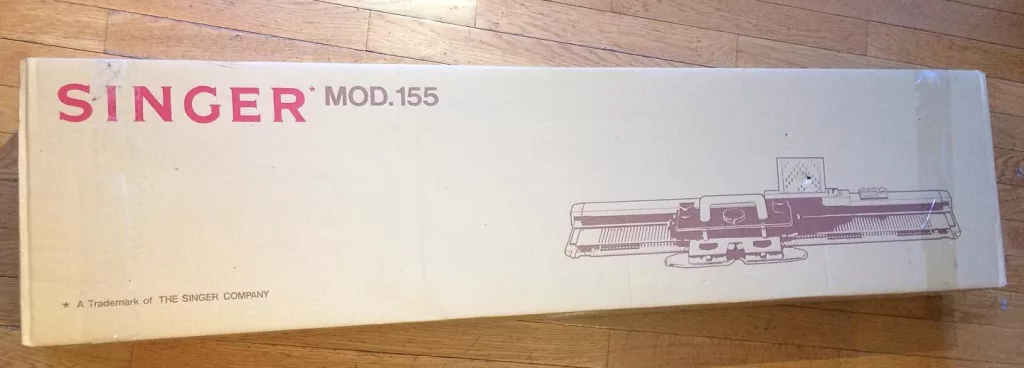 SINGER* MOD.155
* A Trademark of THE SINGER COMPANY